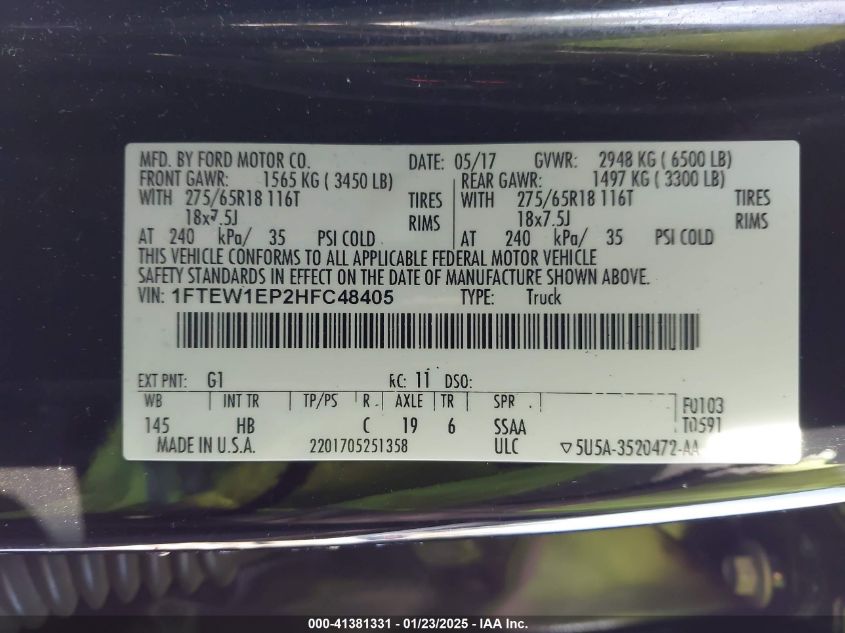 MFD. BY FORD MOTOR CO. DATE: 05/17 GVWR: 2948 KG ( 6500 LB)
FRONT GAWR: 1565 KG ( 3450 LB) REAR GAWR: 1497 KG ( 3300 LB)
WITH 275/65R18 116T TIRES WITH 275/65R18 116T TIRES
18x7.5J RIMS 18x7.5J RIMS
AT 240 kPa/ 35 PSI COLD AT 240 kPa/ 35 PSI COLD
THIS VEHICLE CONFORMS TO ALL APPLICABLE FEDERAL MOTOR VEHICLE
SAFETY STANDARDS IN EFFECT ON THE DATE OF MANUFACTURE SHOWN ABOVE.
VIN: 1FTEW1EP2HFC48405 TYPE: Truck
EXT PNT: G1 RC: 11 DSO:
WB INT TR TP/PS R AXLE TR SPR F0103
145 HB C 19 6 SSAA T0591
MADE IN U.S.A. 2201705251358 ULC ▽5U5A-3520472-AA
000-41381331 - 01/23/2025 - IAA Inc.